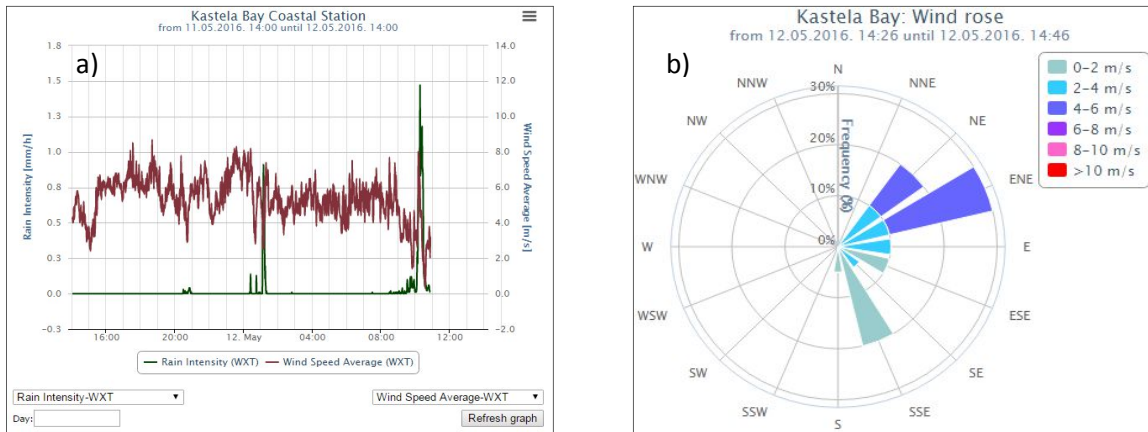 Kastela Bay Coastal Station
from 11.05.2016. 14:00 until 12.05.2016. 14:00
a)
1.8
1.5
1.3
1.0
0.8
0.5
0.3
0.0
−0.3
Rain Intensity [mm/h]
14.0
12.0
10.0
8.0
6.0
4.0
2.0
0.0
−2.0
Wind Speed Average [m/s]
16:00
20:00
12. May
04:00
08:00
12:00
Rain Intensity (WXT)
Wind Speed Average (WXT)
Rain Intensity-WXT
Wind Speed Average-WXT
Day:
Refresh graph
Kastela Bay: Wind rose
from 12.05.2016. 14:26 until 12.05.2016. 14:46
b)
N
NNE
NE
ENE
E
ESE
SE
SSE
S
SSW
SW
WSW
W
WNW
NW
NNW
30%
20%
10%
0%
Frequency (%)
0–2 m/s
2–4 m/s
4–6 m/s
6–8 m/s
8–10 m/s
>10 m/s